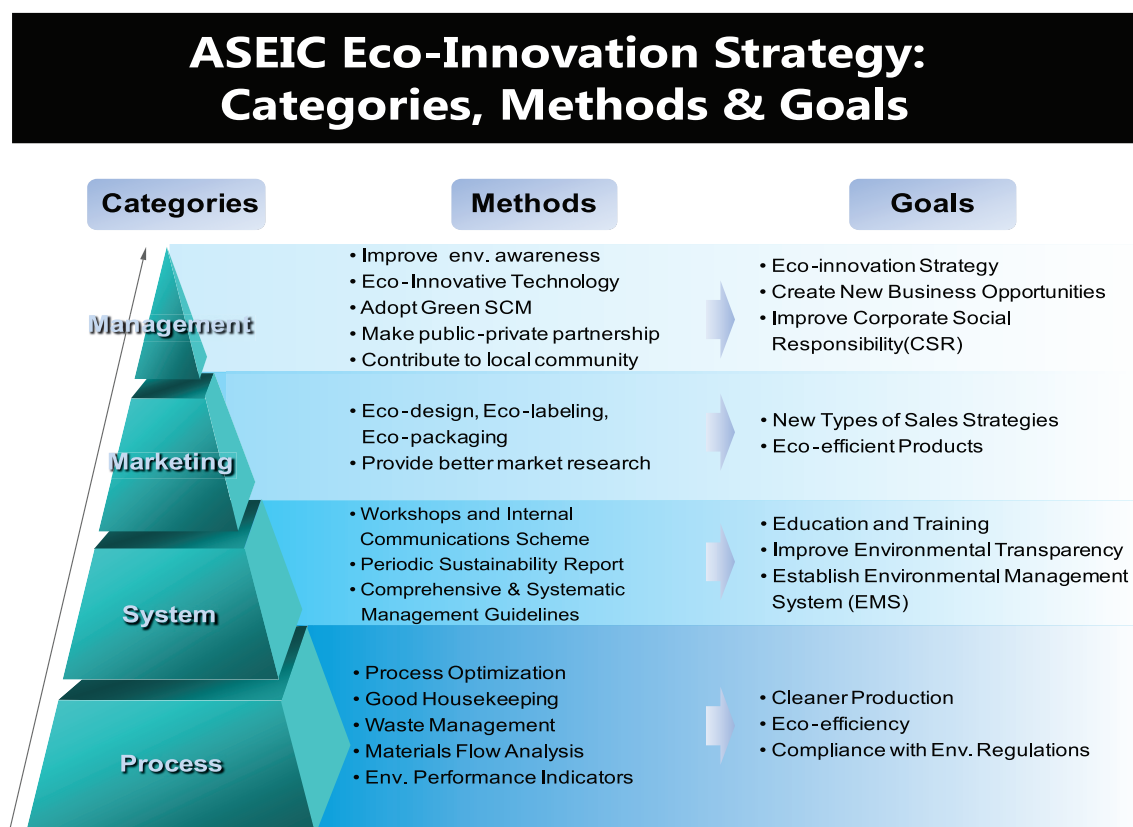 ASEIC Eco-Innovation Strategy:
Categories, Methods & Goals
Categories
Methods
Goals
Management
• Improve env. awareness
• Eco-Innovative Technology
• Adopt Green SCM
• Make public-private partnership
• Contribute to local community
• Eco-innovation Strategy
• Create New Business Opportunities
• Improve Corporate Social
Responsibility(CSR)
Marketing
• Eco-design, Eco-labeling,
Eco-packaging
• Provide better market research
• New Types of Sales Strategies
• Eco-efficient Products
System
• Workshops and Internal
Communications Scheme
• Periodic Sustainability Report
• Comprehensive & Systematic
Management Guidelines
• Education and Training
• Improve Environmental Transparency
• Establish Environmental Management
System (EMS)
Process
• Process Optimization
• Good Housekeeping
• Waste Management
• Materials Flow Analysis
• Env. Performance Indicators
• Cleaner Production
• Eco-efficiency
• Compliance with Env. Regulations